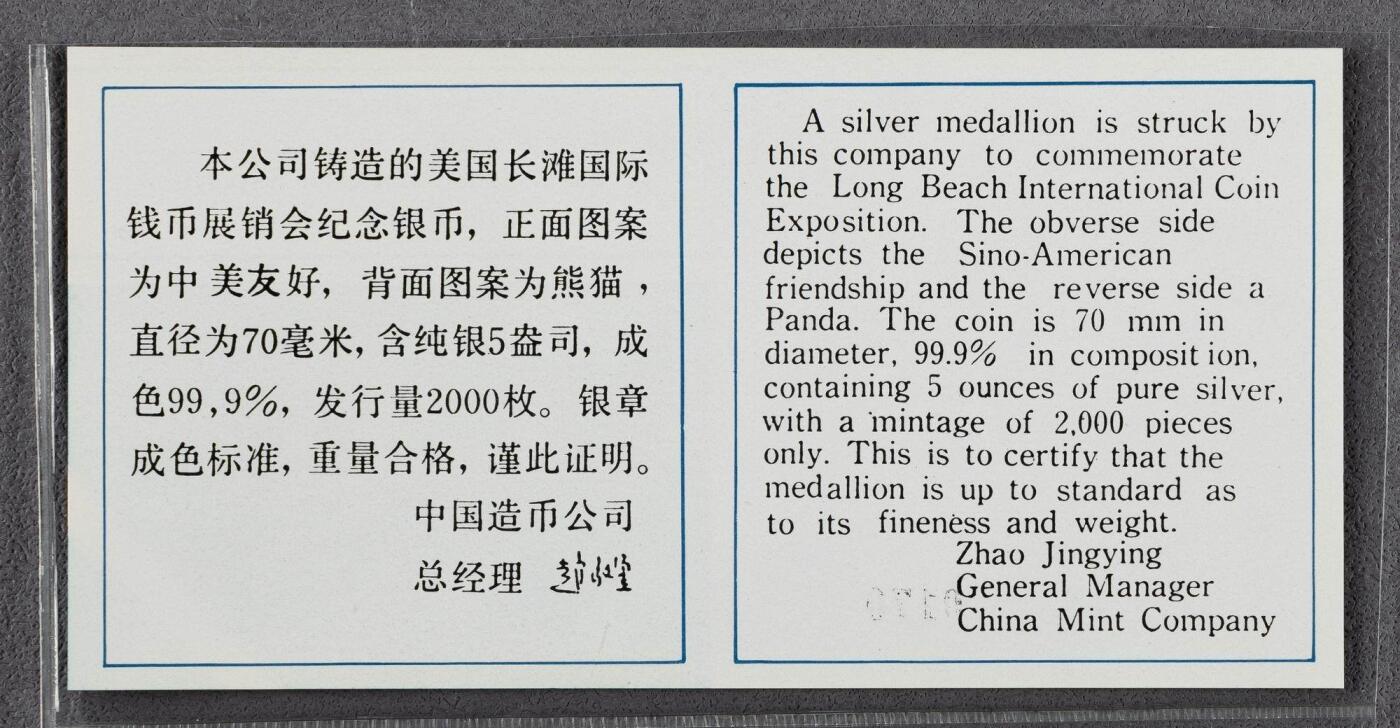 本公司铸造的美国长滩国际
钱币展销会纪念银币，正面图案
为中美友好，背面图案为熊猫，
直径为70毫米，含纯银5盎司，成
色99,9%，发行量2000枚。银章
成色标准，重量合格，谨此证明。
中国造币公司
总经理
A silver medallion is struck by
this company to commemorate
the Long Beach International Coin
Exposition. The obverse side
depicts the Sino-American
friendship and the reverse side a
Panda. The coin is 70 mm in
diameter, 99.9% in composit ion,
containing 5 ounces of pure silver,
with a mintage of 2,000 pieces
only. This is to certify that the
medallion is up to standard as
to its fineness and weight.
Zhao Jingying
General Manager
China Mint Company